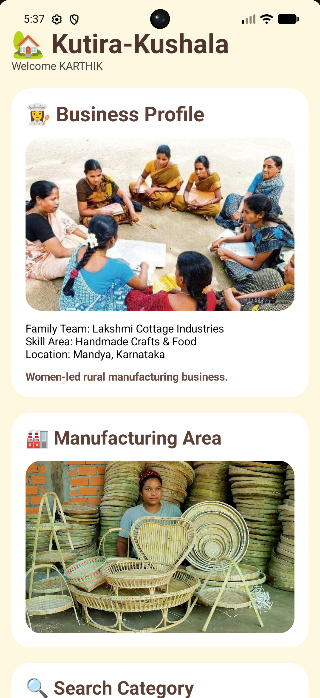 5:37
🏡 Kutira-Kushala
Welcome KARTHIK
👩‍🍳 Business Profile
Family Team: Lakshmi Cottage Industries
Skill Area: Handmade Crafts & Food
Location: Mandya, Karnataka
Women-led rural manufacturing business.
🏭 Manufacturing Area
🔍 Search Category